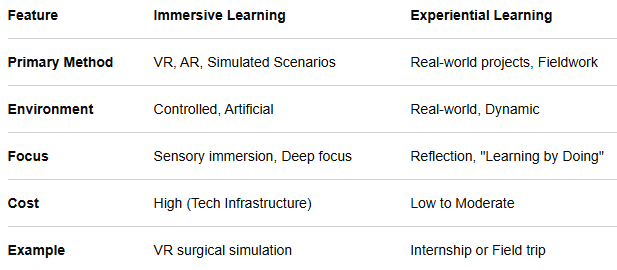 Feature Immersive Learning Experiential Learning
Primary Method VR, AR, Simulated Scenarios Real-world projects, Fieldwork
Environment Controlled, Artificial Real-world, Dynamic
Focus Sensory immersion, Deep focus Reflection, "Learning by Doing"
Cost High (Tech Infrastructure) Low to Moderate
Example VR surgical simulation Internship or Field trip